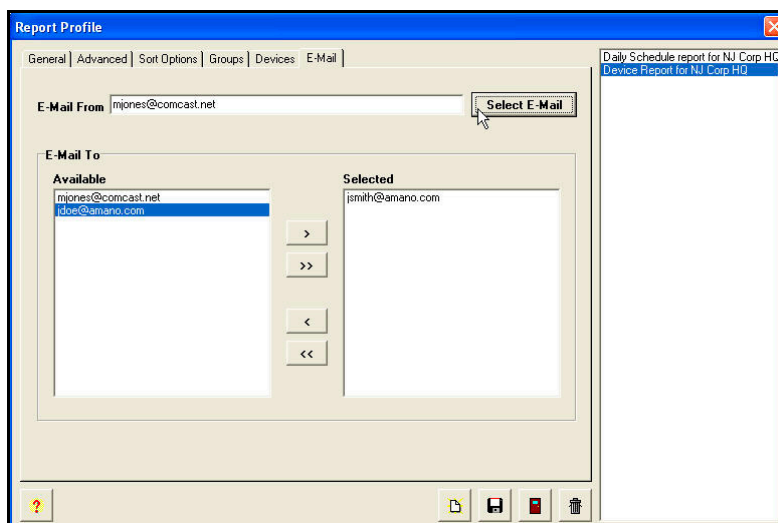 Report Profile
General Advanced Sort Options Groups Devices E-Mail
E-Mail From mjones@comcast.net Select E-Mail
E-Mail To
Available
mjones@comcast.net
jdoe@amano.com
>
>>
<
<<
Selected
jsmith@amano.com
Daily Schedule report for NJ Corp HQ
Device Report for NJ Corp HQ
?